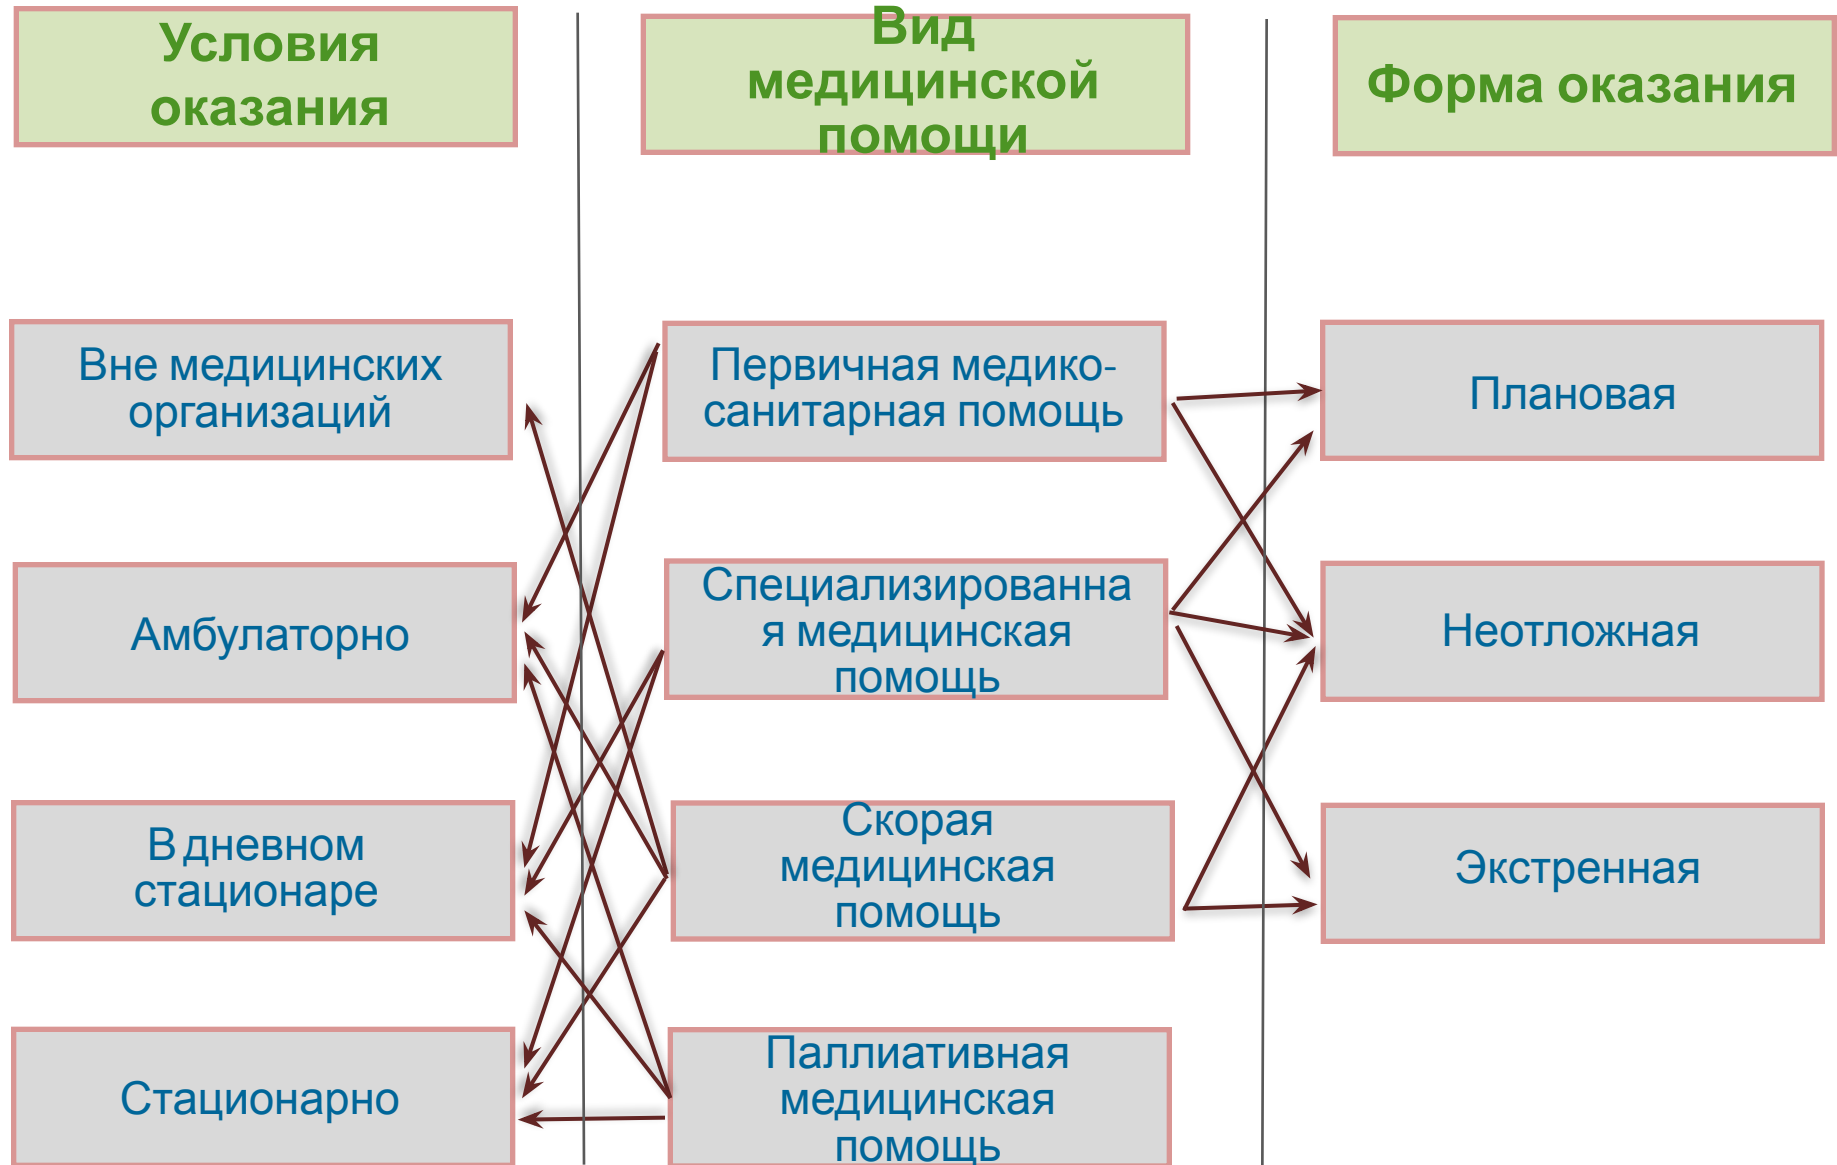 Условия
оказания
Вид
медицинской
помощи
Форма оказания
Вне медицинских
организаций
Первичная медико-
санитарная помощь
Плановая
Амбулаторно
Специализированна
я медицинская
помощь
Неотложная
В дневном
стационаре
Скорая
медицинская
помощь
Экстренная
Стационарно
Паллиативная
медицинская
помощь